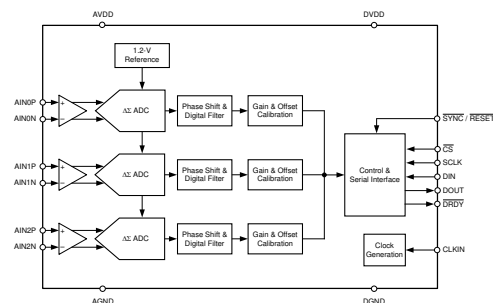 AVDD
DVDD
1.2-V
Reference
AIN0P
+
AIN0N
−
ΔΣ ADC
Phase Shift &
Digital Filter
Gain & Offset
Calibration
SYNC / RESET
AIN1P
+
AIN1N
−
ΔΣ ADC
Phase Shift &
Digital Filter
Gain & Offset
Calibration
Control &
Serial Interface
CS
SCLK
DIN
DOUT
DRDY
AIN2P
+
AIN2N
−
ΔΣ ADC
Phase Shift &
Digital Filter
Gain & Offset
Calibration
Clock
Generation
CLKIN
AGND
DGND